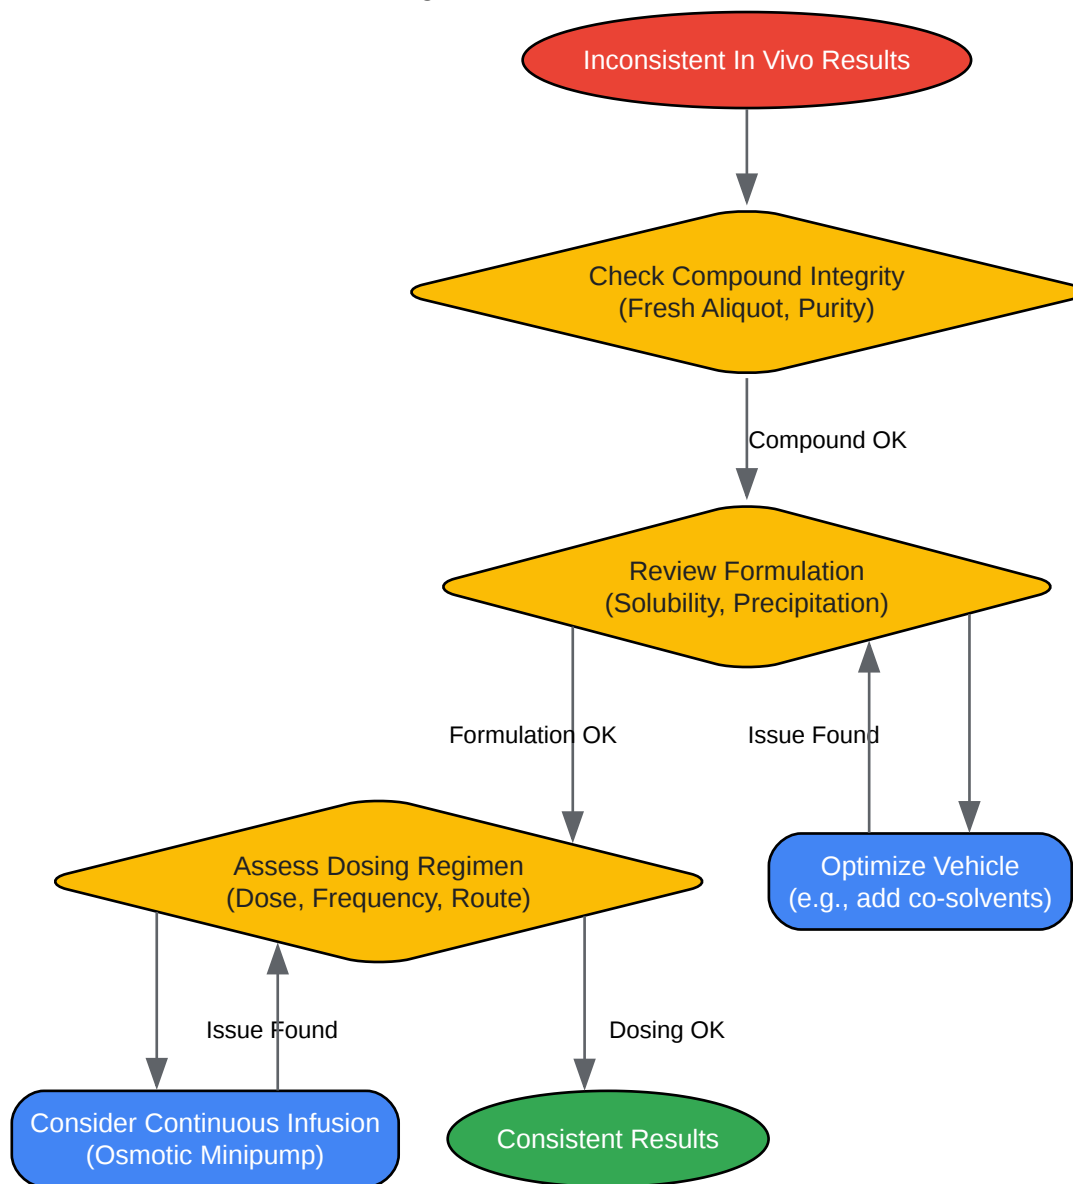 Inconsistent In Vivo Results
Check Compound Integrity
(Fresh Aliquot, Purity)
Compound OK
Review Formulation
(Solubility, Precipitation)
Formulation OK
Issue Found
Assess Dosing Regimen
(Dose, Frequency, Route)
Optimize Vehicle
(e.g., add co-solvents)
Issue Found
Dosing OK
Consider Continuous Infusion
(Osmotic Minipump)
Consistent Results